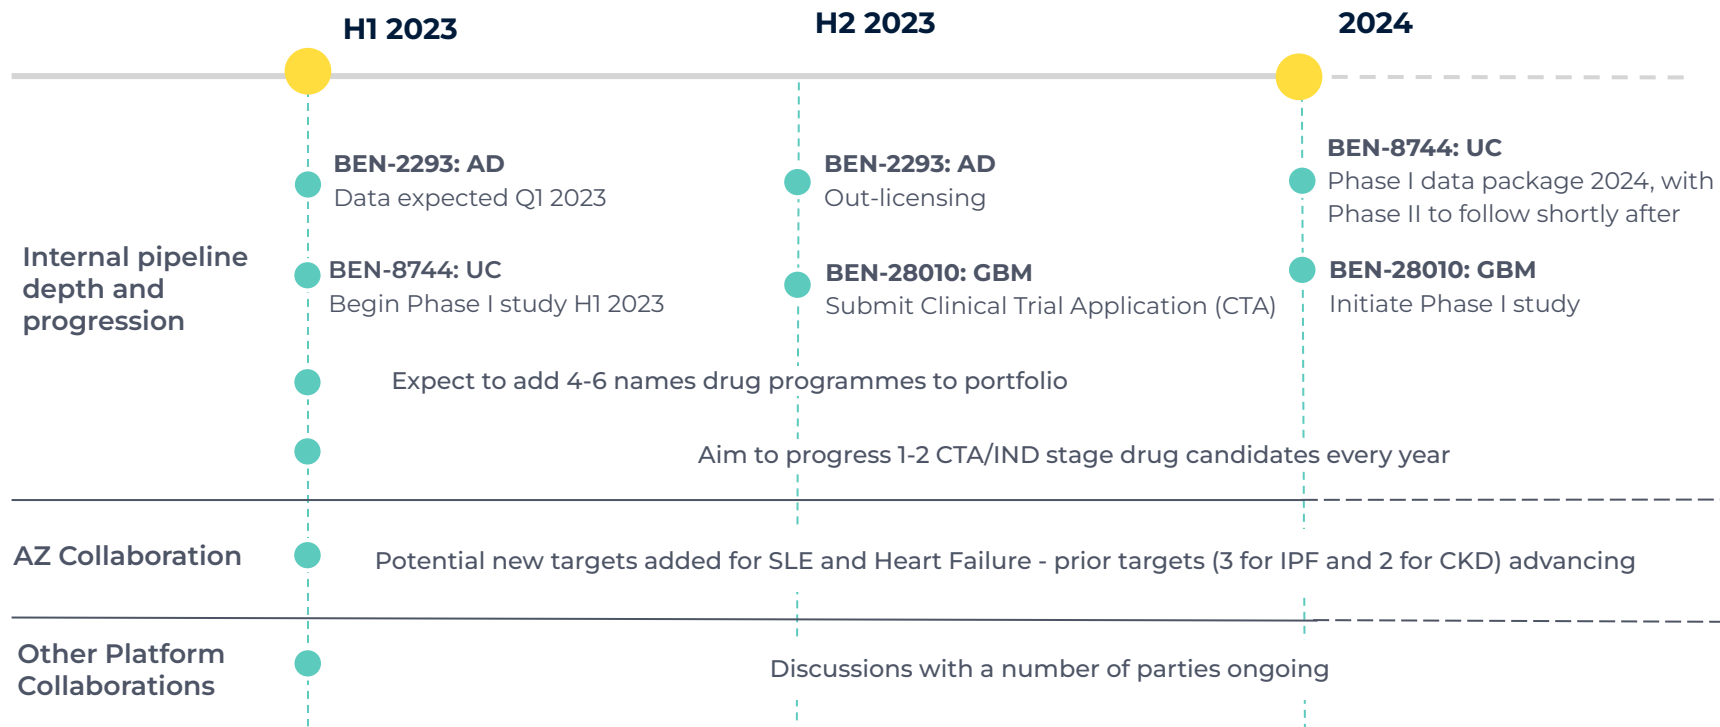 H1 2023
H2 2023
2024
Internal pipeline
depth and
progression
BEN-2293: AD
Data expected Q1 2023
BEN-8744: UC
Begin Phase I study H1 2023
BEN-2293: AD
Out-licensing
BEN-28010: GBM
Submit Clinical Trial Application (CTA)
BEN-8744: UC
Phase I data package 2024, with
Phase II to follow shortly after
BEN-28010: GBM
Initiate Phase I study
Expect to add 4-6 names drug programmes to portfolio
Aim to progress 1-2 CTA/IND stage drug candidates every year
AZ Collaboration
Potential new targets added for SLE and Heart Failure - prior targets (3 for IPF and 2 for CKD) advancing
Other Platform
Collaborations
Discussions with a number of parties ongoing